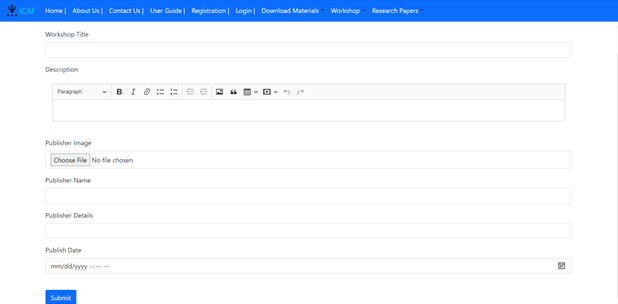 ICAF Home | About Us | Contact Us | User Guide | Registration | Login | Download Materials Workshop Research Papers
Workshop Title
Description
Paragraph B I
Publisher Image
Choose File No file chosen
Publisher Name
Publisher Details
Publish Date
mm/dd/yyyy --:-- --
Submit